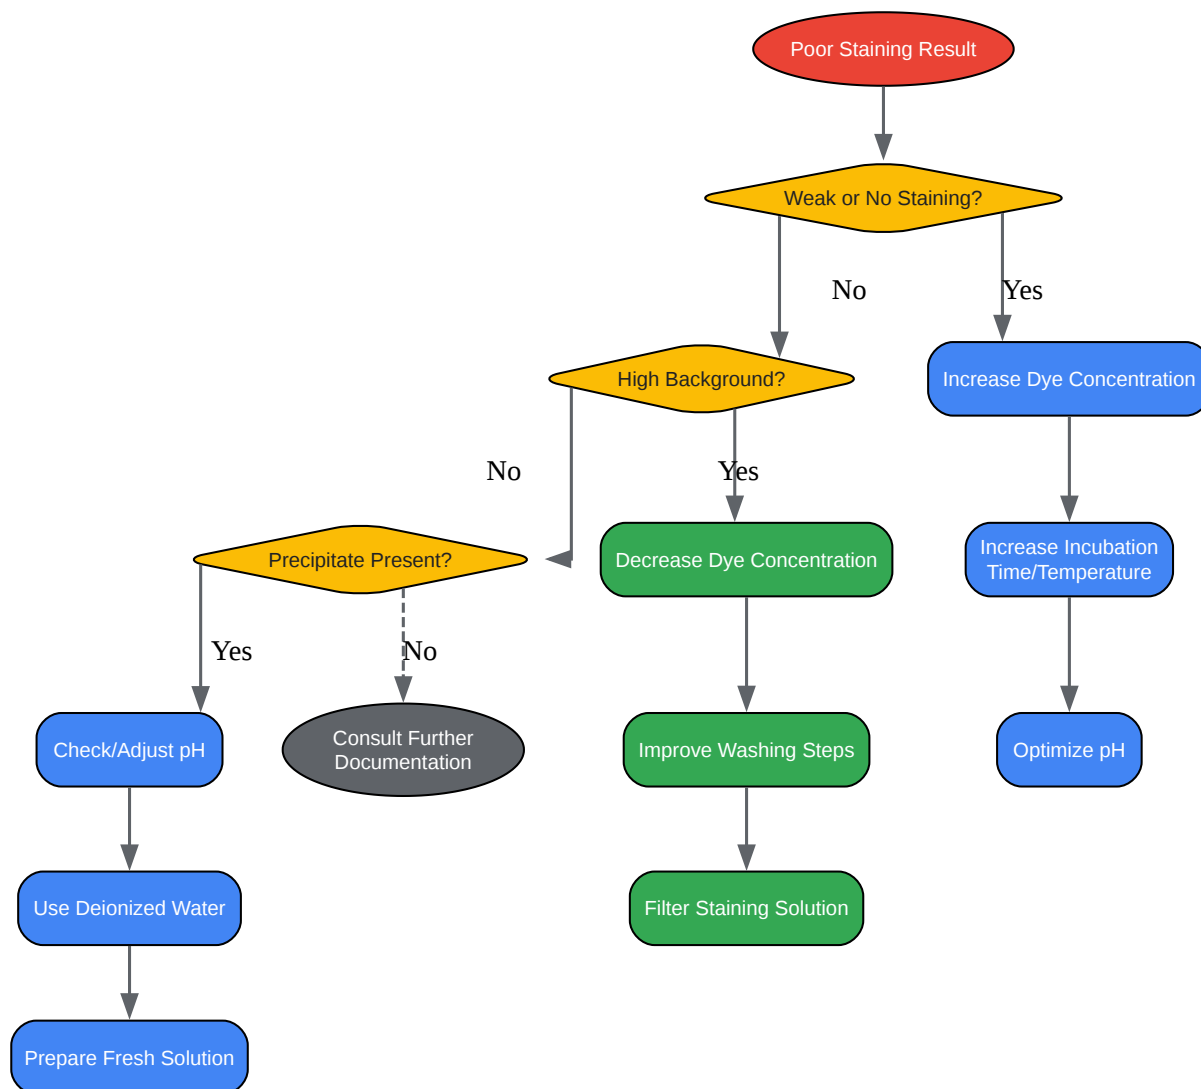 Poor Staining Result
Weak or No Staining?
No
Yes
High Background?
Increase Dye Concentration
No
Yes
Precipitate Present?
Decrease Dye Concentration
Increase Incubation
Time/Temperature
Yes
No
Check/Adjust pH
Consult Further
Documentation
Improve Washing Steps
Optimize pH
Use Deionized Water
Filter Staining Solution
Prepare Fresh Solution